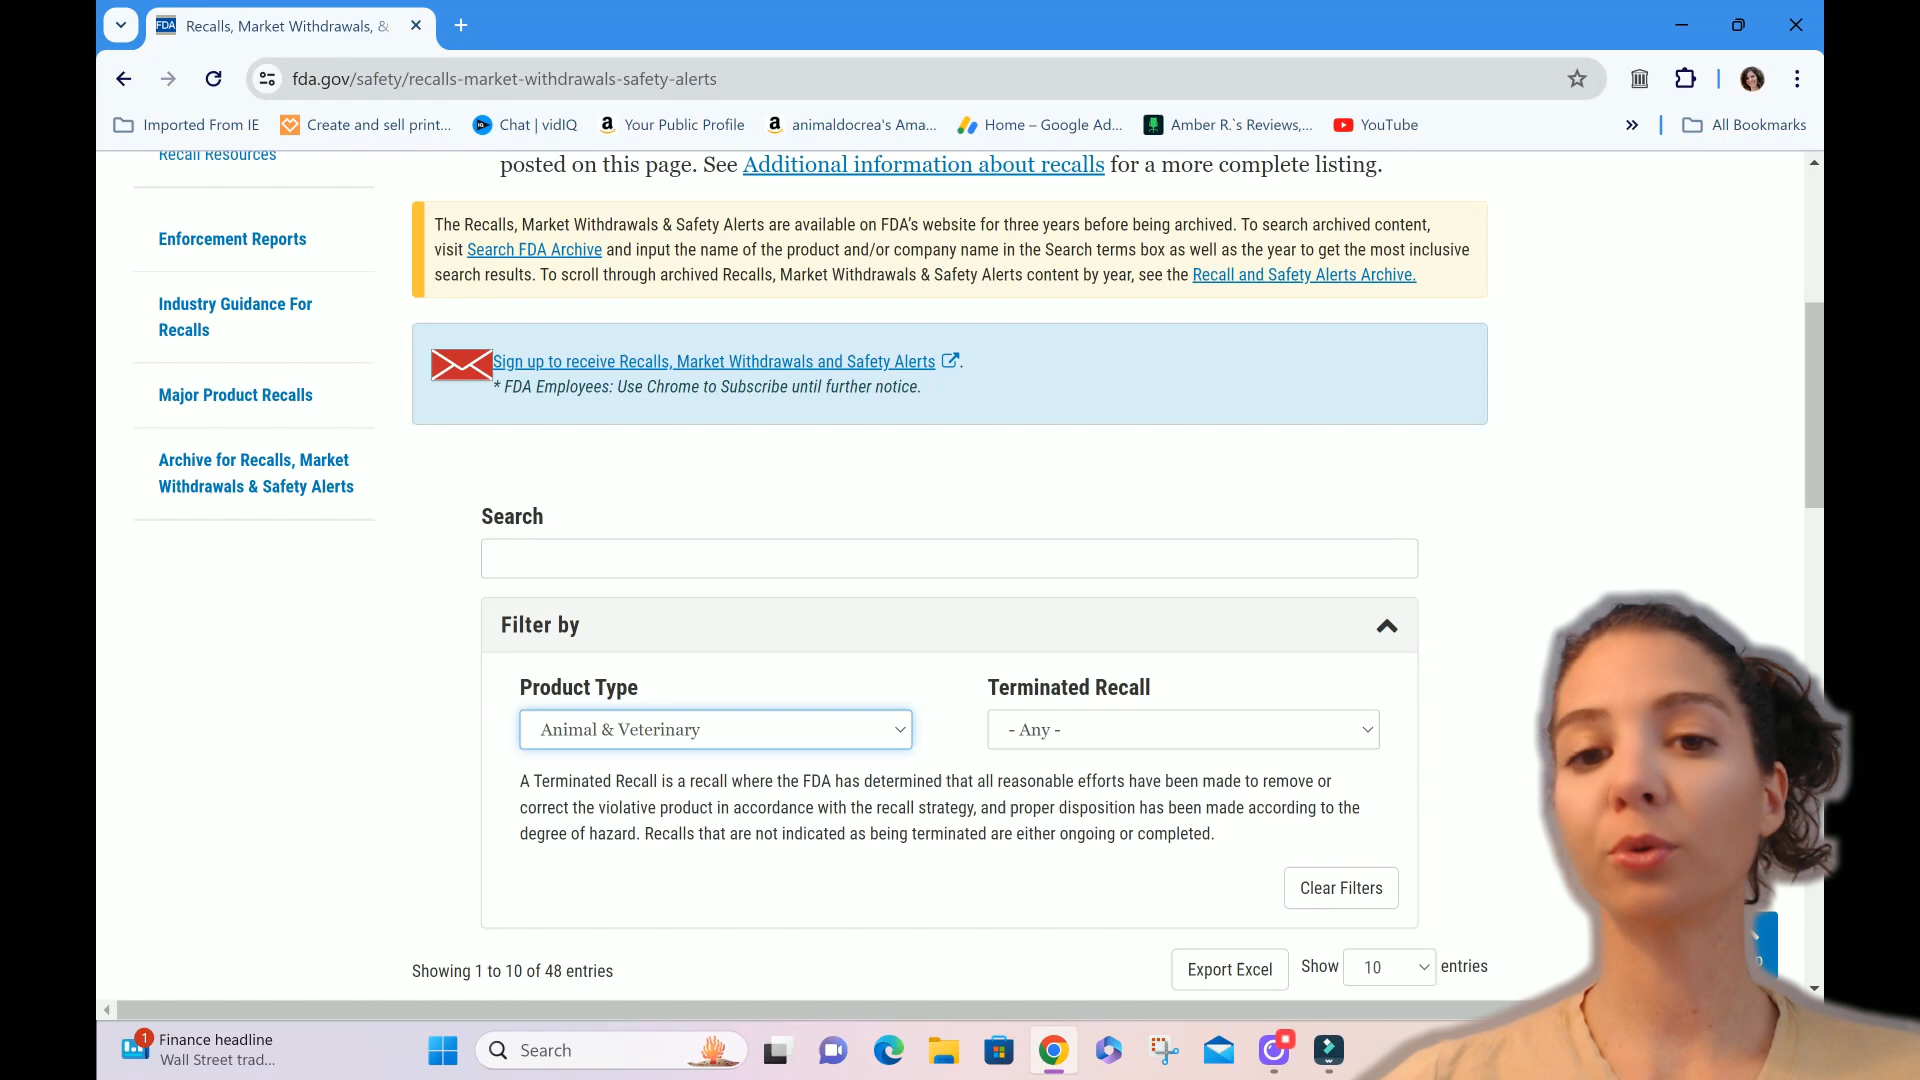 FDA Recalls, Market Withdrawals, &
fda.gov/safety/recalls-market-withdrawals-safety-alerts
Imported From IE
Create and sell print...
Chat | vidIQ
Your Public Profile
animaldocrea's Ama...
Home – Google Ad...
Amber R.`s Reviews,...
YouTube
All Bookmarks
Recall Resources
Enforcement Reports
Industry Guidance For
Recalls
Major Product Recalls
Archive for Recalls, Market
Withdrawals & Safety Alerts
posted on this page. See Additional information about recalls for a more complete listing.
The Recalls, Market Withdrawals & Safety Alerts are available on FDA's website for three years before being archived. To search archived content,
visit Search FDA Archive and input the name of the product and/or company name in the Search terms box as well as the year to get the most inclusive
search results. To scroll through archived Recalls, Market Withdrawals & Safety Alerts content by year, see the Recall and Safety Alerts Archive.
Sign up to receive Recalls, Market Withdrawals and Safety Alerts .
* FDA Employees: Use Chrome to Subscribe until further notice.
Search
Filter by
Product Type
Animal & Veterinary
Terminated Recall
- Any -
A Terminated Recall is a recall where the FDA has determined that all reasonable efforts have been made to remove or
correct the violative product in accordance with the recall strategy, and proper disposition has been made according to the
degree of hazard. Recalls that are not indicated as being terminated are either ongoing or completed.
Clear Filters
Showing 1 to 10 of 48 entries
Export Excel
Show 10 entries
1
Finance headline
Wall Street trad...
Search